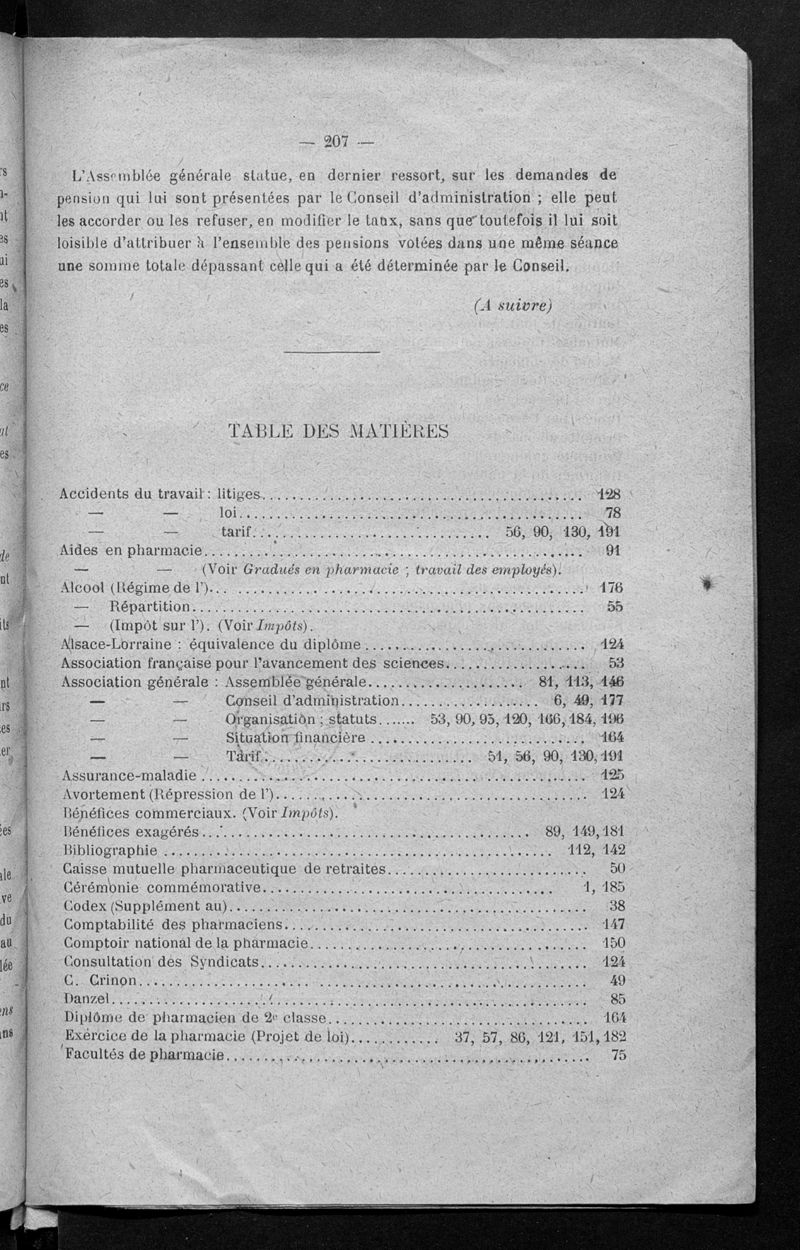 — 207 —
L'Assemblée générale statue, en dernier ressort, sur les demandes de
pension qui lui sont présentées par le Conseil d'administration ; elle peut
les accorder ou les refuser, en modifier le taux, sans que toutefois il lui soit
loisible d'attribuer à l'ensemble des pensions votées dans une même séance
une somme totale dépassant celle qui a été déterminée par le Conseil.
(A suivre)
TABLE DES MATIÈRES
Accidents du travail : litiges........ 128
— — loi........ 78
— — tarif........ 56, 90, 130, 191
Aides en pharmacie........ 91
— — (Voir Gradués en pharmacie ; travail des employés).
Alcool (Régime de l')........ 176
— Répartition........ 55
— (Impôt sur l'). (Voir Impôts).
Alsace-Lorraine : équivalence du diplôme........ 124
Association française pour l'avancement des sciences........ 53
Association générale : Assemblée générale........ 81, 113, 146
— — Conseil d'administration........ 6, 49, 177
— — Organisation ; statuts....... 53, 90, 95, 120, 166, 184, 196
— — Situation financière........ 164
— — Tarif........ 51, 56, 90, 130, 191
Assurance-maladie........ 125
Avortement (Répression de l')........ 124
Bénéfices commerciaux. (Voir Impôts).
Bénéfices exagérés........ 89, 149, 181
Bibliographie........ 112, 142
Caisse mutuelle pharmaceutique de retraites........ 50
Cérémonie commémorative........ 1, 185
Codex (Supplément au)........ 38
Comptabilité des pharmaciens........ 147
Comptoir national de la pharmacie........ 150
Consultation des Syndicats........ 124
C. Crinon........ 49
Danzel........ 85
Diplôme de pharmacien de 2e classe........ 164
Exercice de la pharmacie (Projet de loi)........ 37, 57, 86, 121, 151, 182
Facultés de pharmacie........ 75